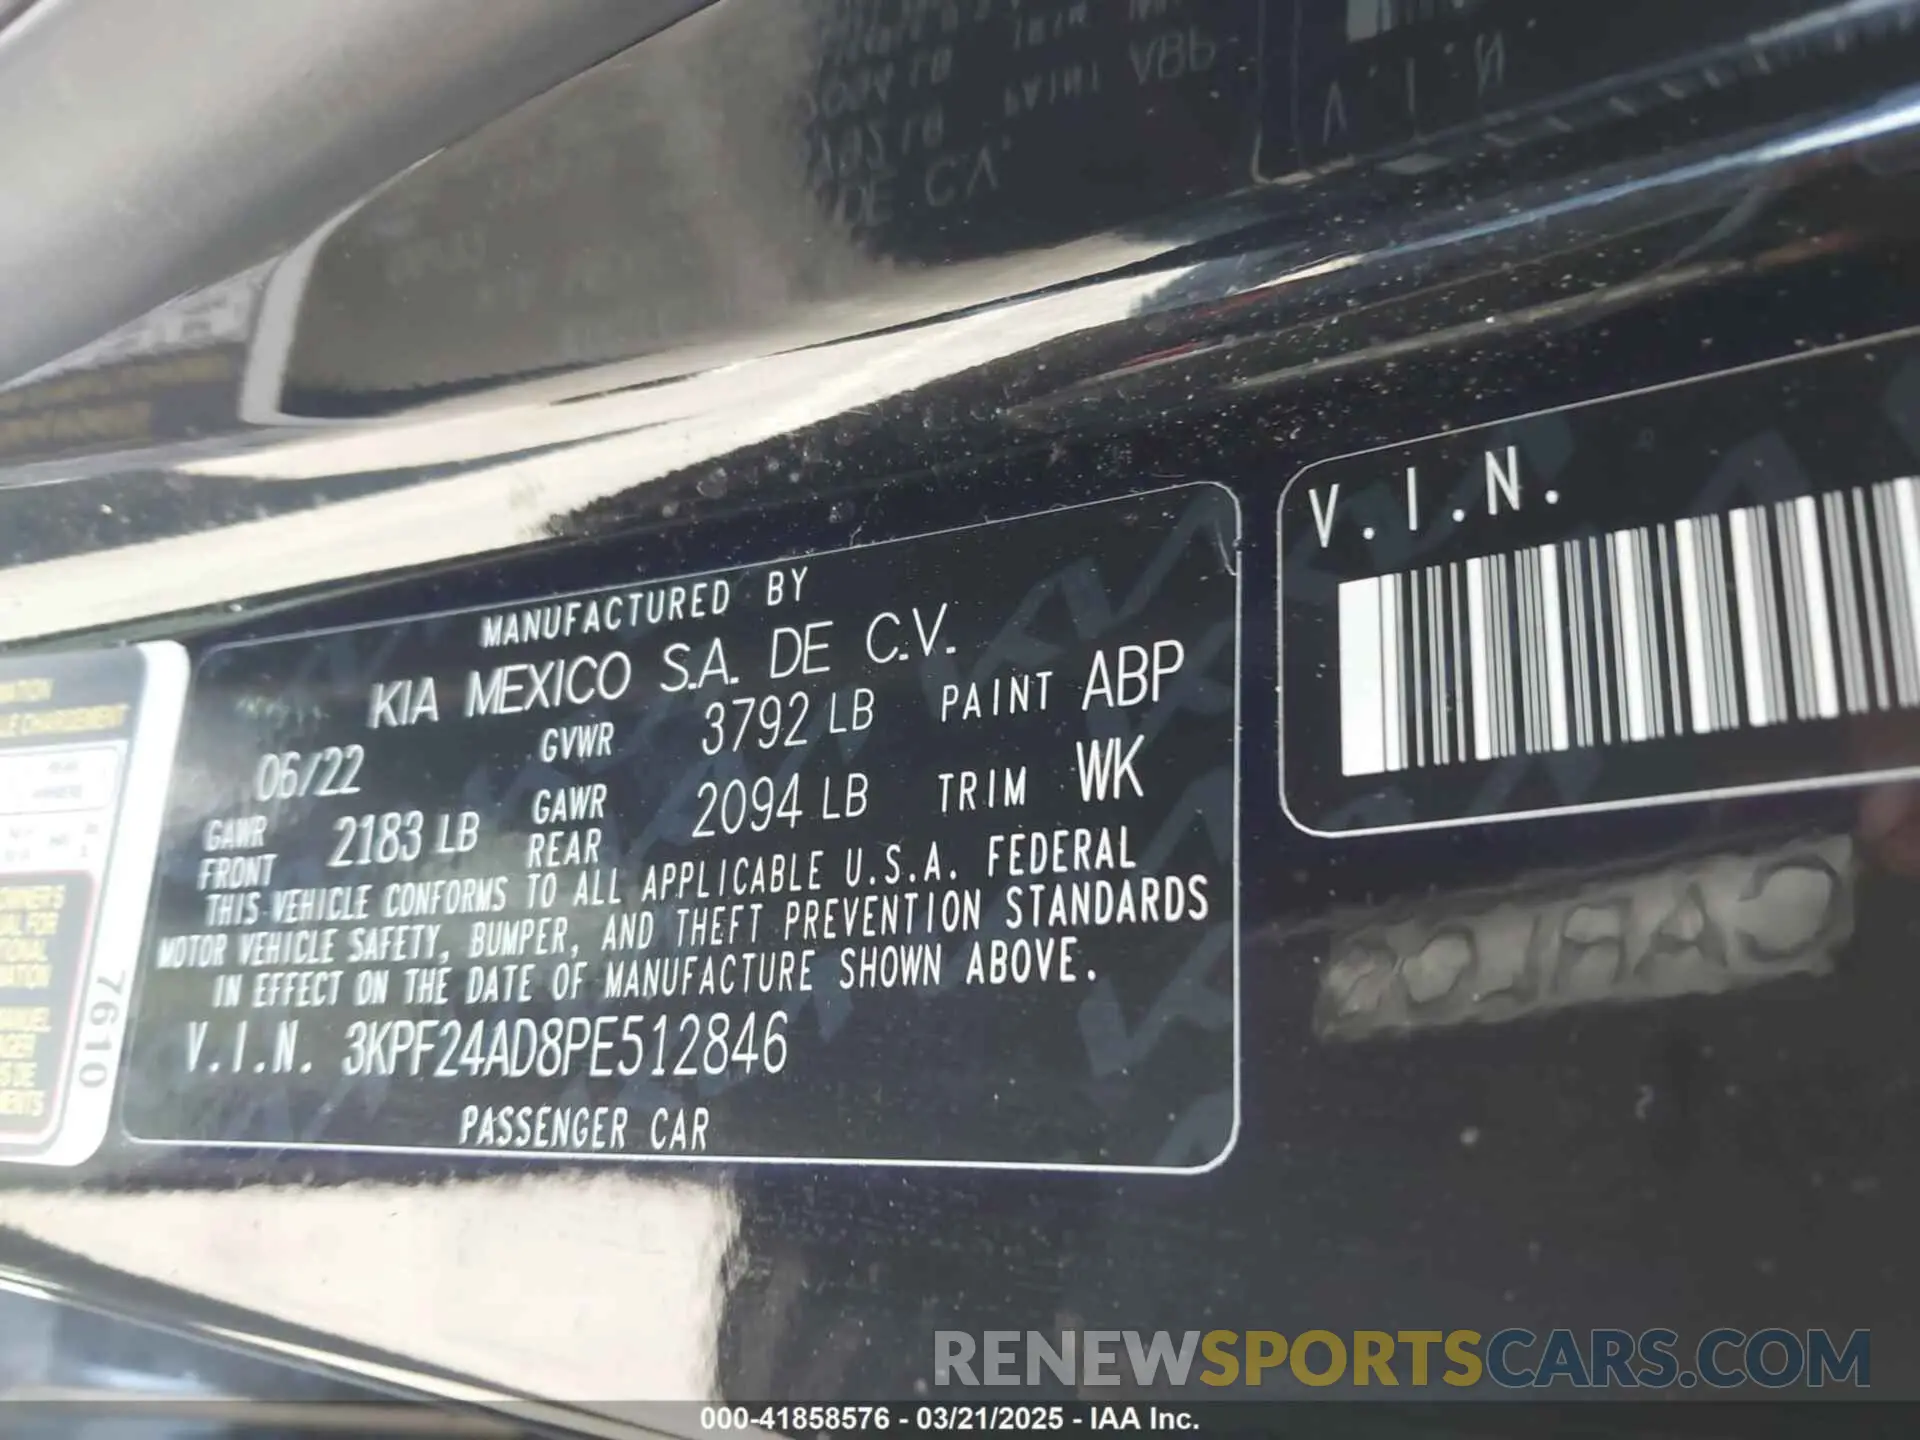 MANUFACTURED BY
KIA MEXICO S.A. DE C.V.
06/22 GVWR 3792 LB PAINT ABP
GAWR FRONT 2183 LB GAWR REAR 2094 LB TRIM WK
THIS VEHICLE CONFORMS TO ALL APPLICABLE U.S.A. FEDERAL
MOTOR VEHICLE SAFETY, BUMPER, AND THEFT PREVENTION STANDARDS
IN EFFECT ON THE DATE OF MANUFACTURE SHOWN ABOVE.
V.I.N. 3KPF24AD8PE512846
PASSENGER CAR
V.I.N.
7610
RENEWSPORTSCARS.COM
000-41858576 - 03/21/2025 - IAA Inc.